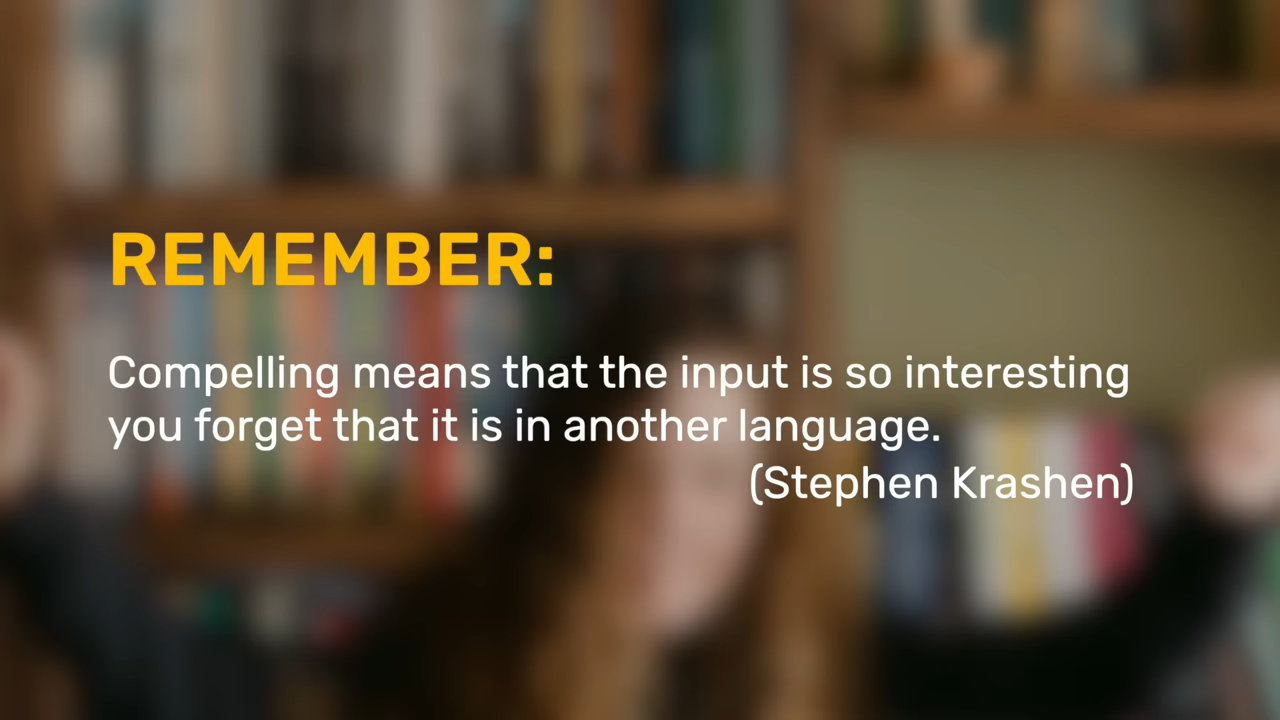 REMEMBER:
Compelling means that the input is so interesting
you forget that it is in another language.
(Stephen Krashen)